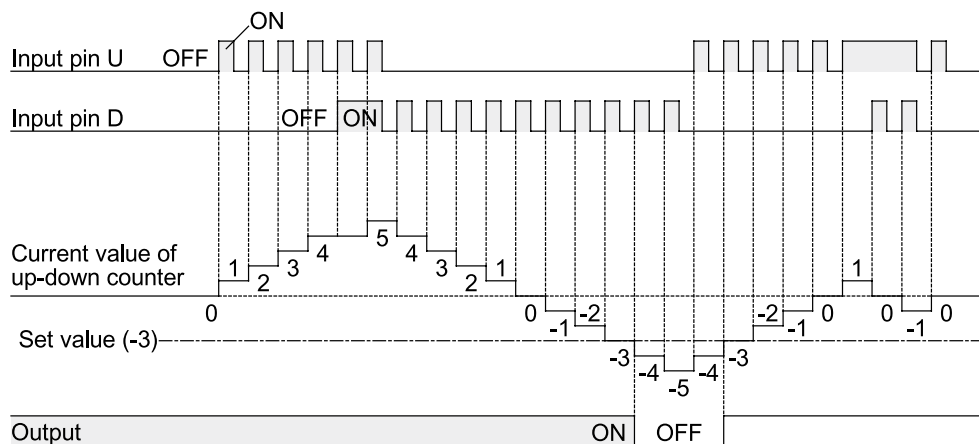 ON
Input pin U OFF
Input pin D OFF ON
Current value of
up-down counter
0 1 2 3 4 5 4 3 2 1 0 -1 -2 -3 -4 -5 -4 -3 -2 -1 0 1 0 -1 0
Set value (-3)
Output ON OFF